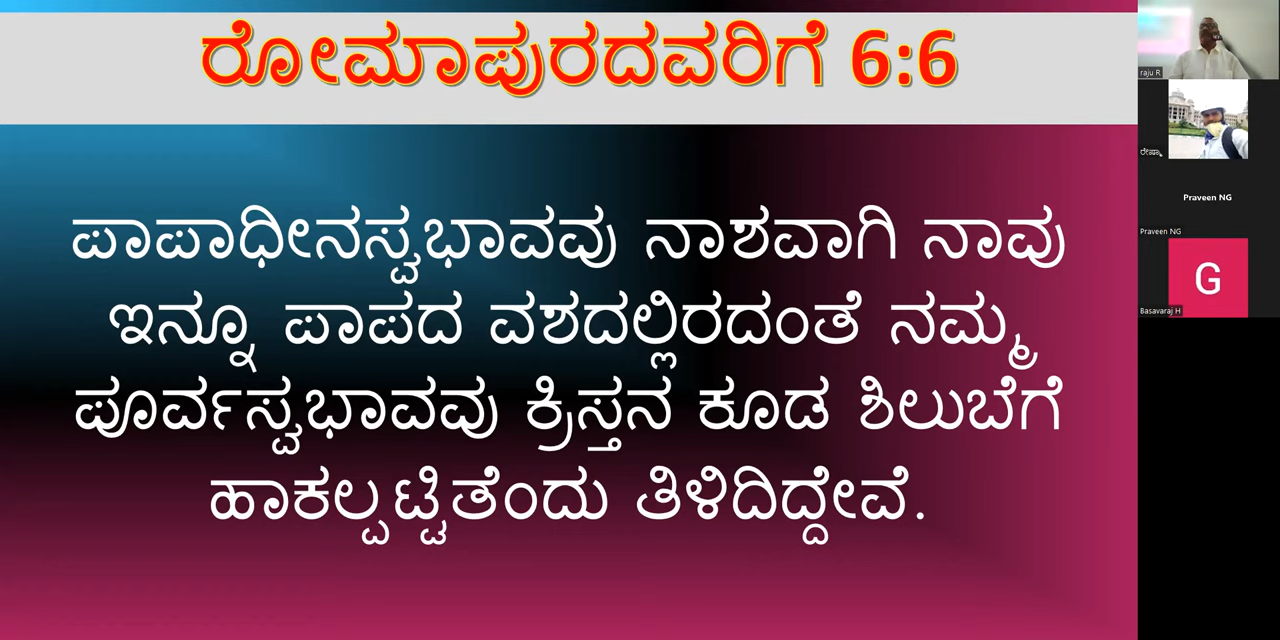 ರೋಮಾಪುರದವರಿಗೆ 6:6
ಪಾಪಾಧೀನಸ್ವಭಾವವು ನಾಶವಾಗಿ ನಾವು
ಇನ್ನೂ ಪಾಪದ ವಶದಲ್ಲಿರದಂತೆ ನಮ್ಮ
ಪೂರ್ವಸ್ವಭಾವವು ಕ್ರಿಸ್ತನ ಕೂಡ ಶಿಲುಬೆಗೆ
ಹಾಕಲ್ಪಟ್ಟಿತೆಂದು ತಿಳಿದಿದ್ದೇವೆ.
raju R
Praveen NG
Praveen NG
G
Basavaraj H